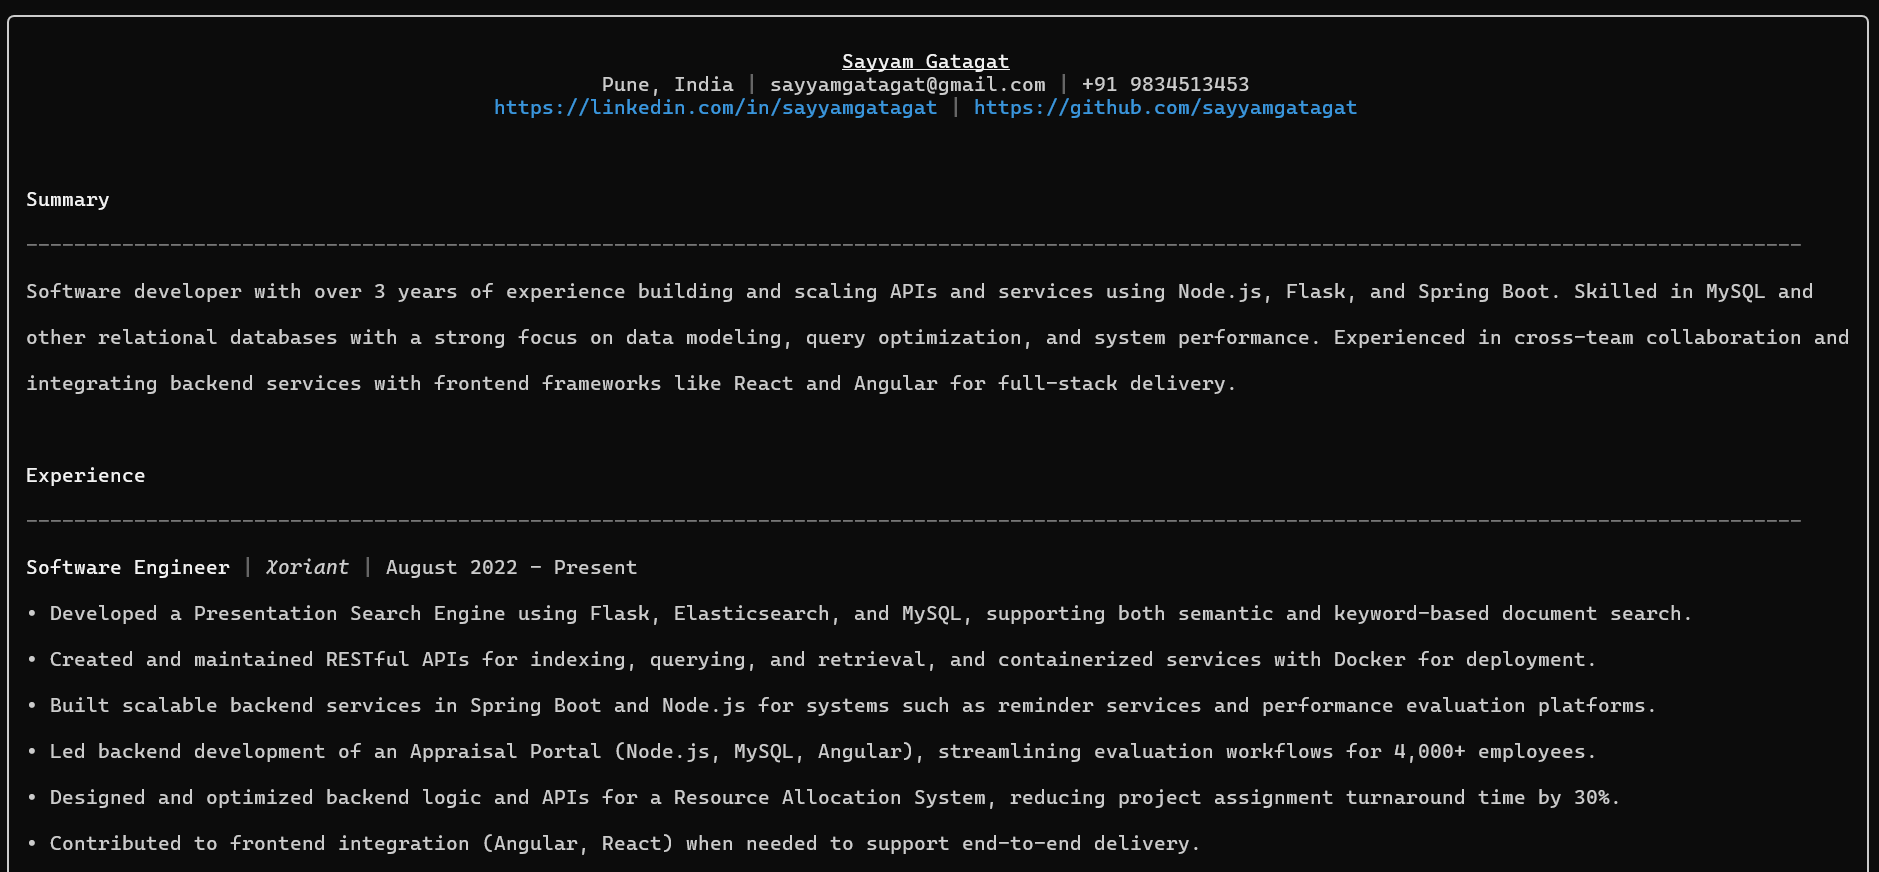 Sayyam Gatagat
Pune, India | sayyamgatagat@gmail.com | +91 9834513453
https://linkedin.com/in/sayyamgatagat | https://github.com/sayyamgatagat
Summary
Software developer with over 3 years of experience building and scaling APIs and services using Node.js, Flask, and Spring Boot. Skilled in MySQL and
other relational databases with a strong focus on data modeling, query optimization, and system performance. Experienced in cross-team collaboration and
integrating backend services with frontend frameworks like React and Angular for full-stack delivery.
Experience
Software Engineer | Xoriant | August 2022 - Present
• Developed a Presentation Search Engine using Flask, Elasticsearch, and MySQL, supporting both semantic and keyword-based document search.
• Created and maintained RESTful APIs for indexing, querying, and retrieval, and containerized services with Docker for deployment.
• Built scalable backend services in Spring Boot and Node.js for systems such as reminder services and performance evaluation platforms.
• Led backend development of an Appraisal Portal (Node.js, MySQL, Angular), streamlining evaluation workflows for 4,000+ employees.
• Designed and optimized backend logic and APIs for a Resource Allocation System, reducing project assignment turnaround time by 30%.
• Contributed to frontend integration (Angular, React) when needed to support end-to-end delivery.